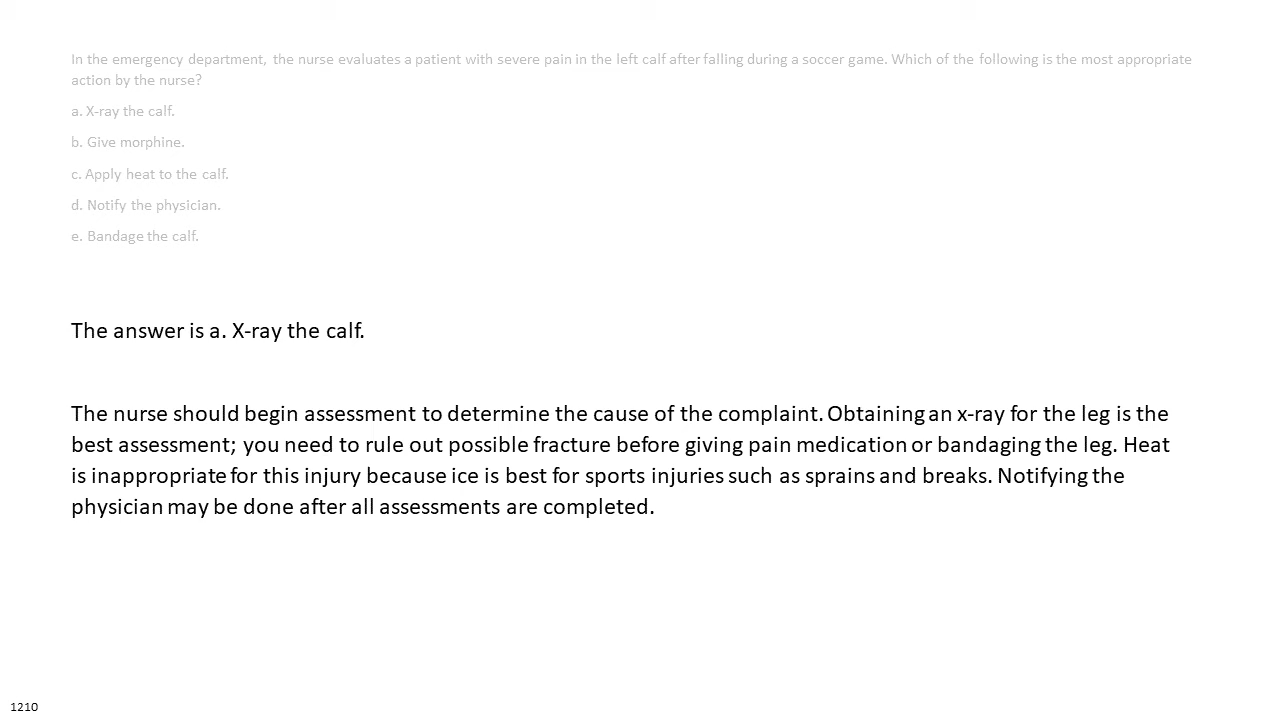 In the emergency department, the nurse evaluates a patient with severe pain in the left calf after falling during a soccer game. Which of the following is the most appropriate
action by the nurse?
a. X-ray the calf.
b. Give morphine.
c. Apply heat to the calf.
d. Notify the physician.
e. Bandage the calf.
The answer is a. X-ray the calf.
The nurse should begin assessment to determine the cause of the complaint. Obtaining an x-ray for the leg is the
best assessment; you need to rule out possible fracture before giving pain medication or bandaging the leg. Heat
is inappropriate for this injury because ice is best for sports injuries such as sprains and breaks. Notifying the
physician may be done after all assessments are completed.
1210